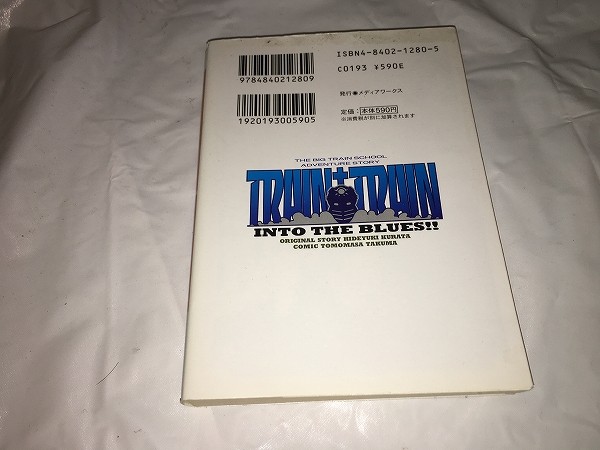 ISBN4-8402-1280-5
9784840212809
C0193 ¥590E
発行●メディアワークス
1920193005905
定価：本体590円
※消費税が別に加算されます
THE BIG TRAIN SCHOOL
ADVENTURE STORY
TRAIN+TRAIN
INTO THE BLUES!!
ORIGINAL STORY HIDEYUKI KURATA
COMIC TOMOMASA TAKUMA